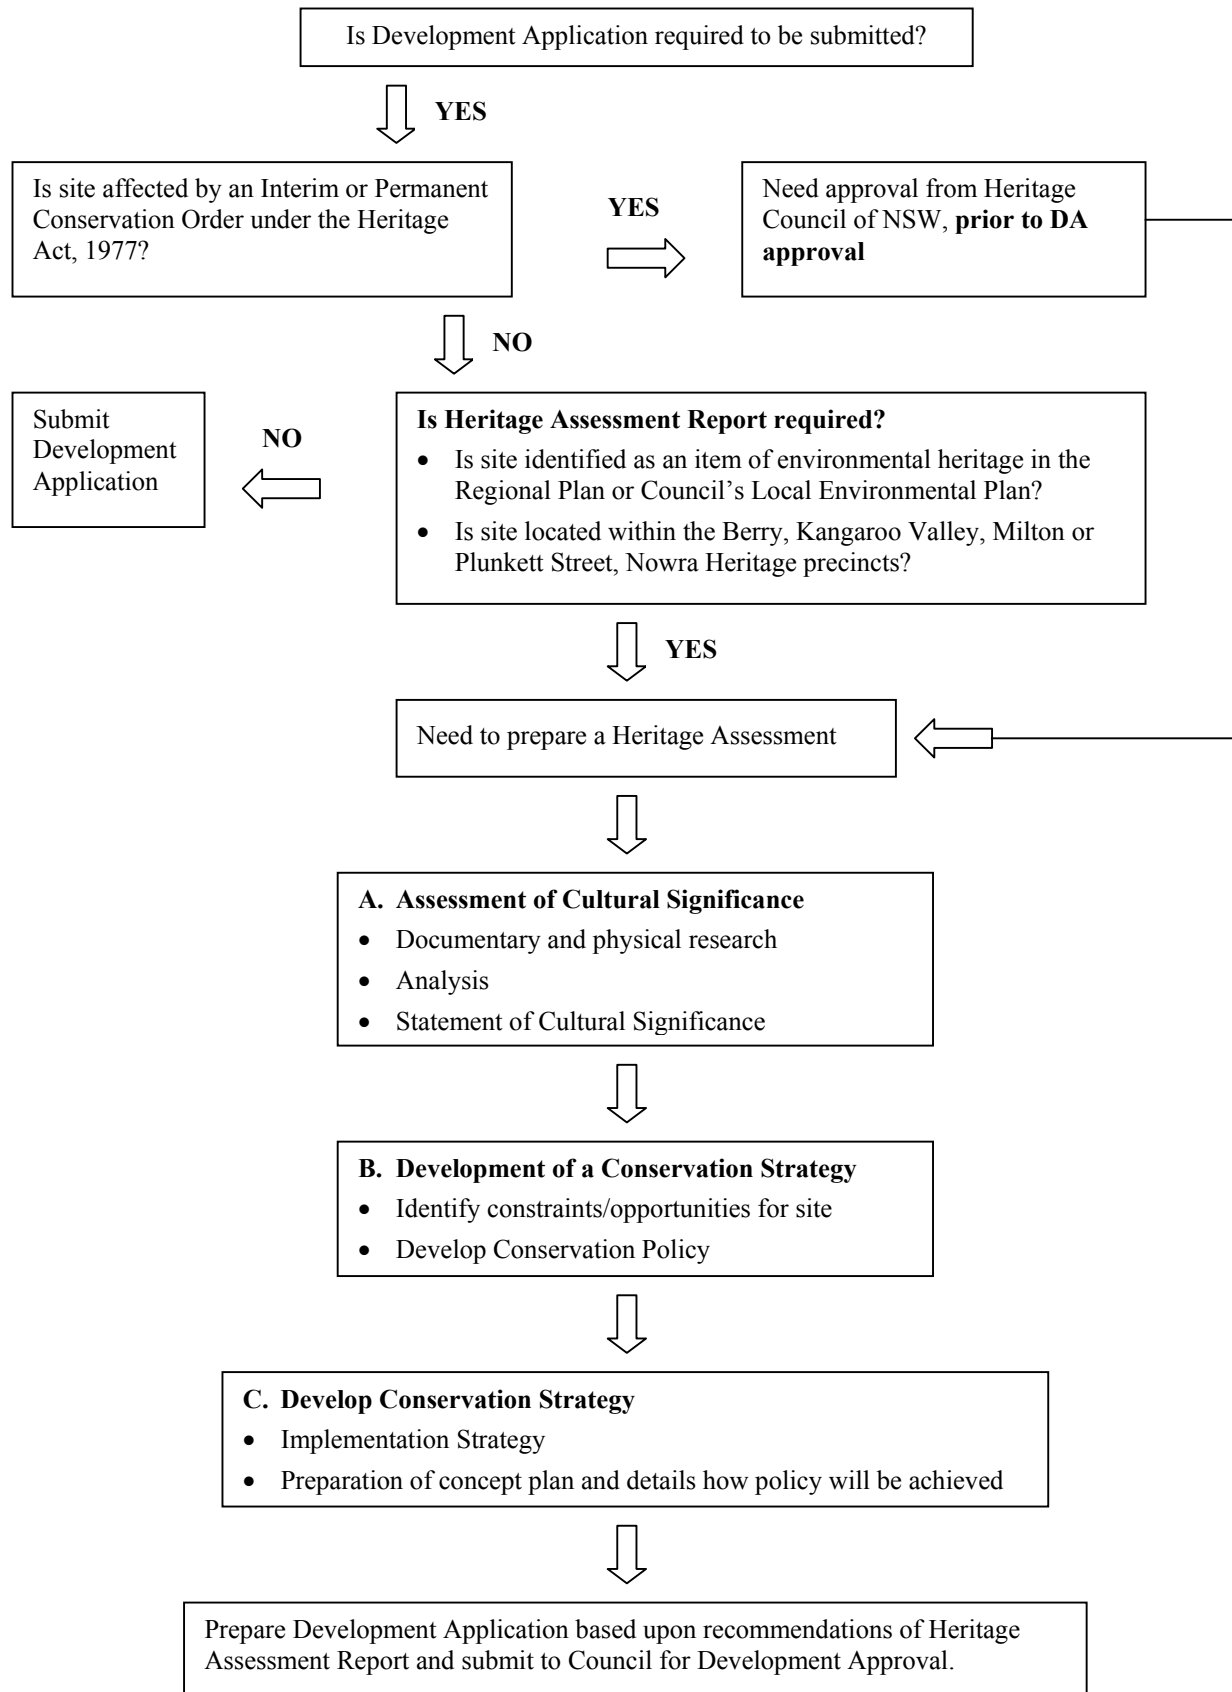 Is Development Application required to be submitted?
YES
Is site affected by an Interim or Permanent
Conservation Order under the Heritage
Act, 1977?
YES
Need approval from Heritage
Council of NSW, prior to DA
approval
NO
Submit
Development
Application
NO
Is Heritage Assessment Report required?
• Is site identified as an item of environmental heritage in the
Regional Plan or Council’s Local Environmental Plan?
• Is site located within the Berry, Kangaroo Valley, Milton or
Plunkett Street, Nowra Heritage precincts?
YES
Need to prepare a Heritage Assessment
A. Assessment of Cultural Significance
• Documentary and physical research
• Analysis
• Statement of Cultural Significance
B. Development of a Conservation Strategy
• Identify constraints/opportunities for site
• Develop Conservation Policy
C. Develop Conservation Strategy
• Implementation Strategy
• Preparation of concept plan and details how policy will be achieved
Prepare Development Application based upon recommendations of Heritage
Assessment Report and submit to Council for Development Approval.